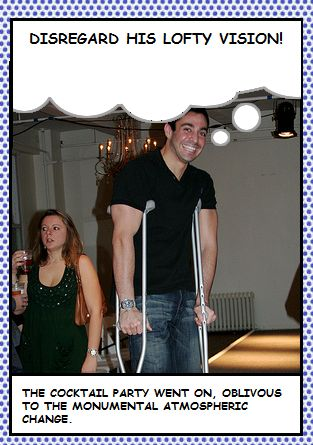 DISREGARD HIS LOFTY VISION!
THE COCKTAIL PARTY WENT ON, OBLIVOUS
TO THE MONUMENTAL ATMOSPHERIC
CHANGE.